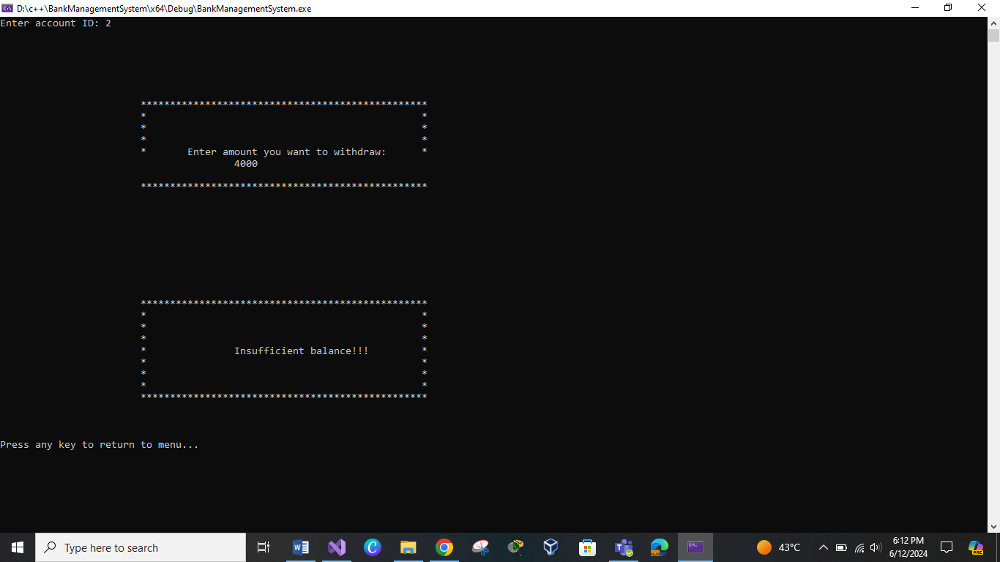 D:\c++\BankManagementSystem\x64\Debug\BankManagementSystem.exe
Enter account ID: 2
*************************************************
* *
* *
* *
* Enter amount you want to withdraw: *
4000
*************************************************
*************************************************
* *
* *
* *
* Insufficient balance!!! *
* *
* *
* *
*************************************************
Press any key to return to menu...
Type here to search
43°C
6:12 PM
6/12/2024